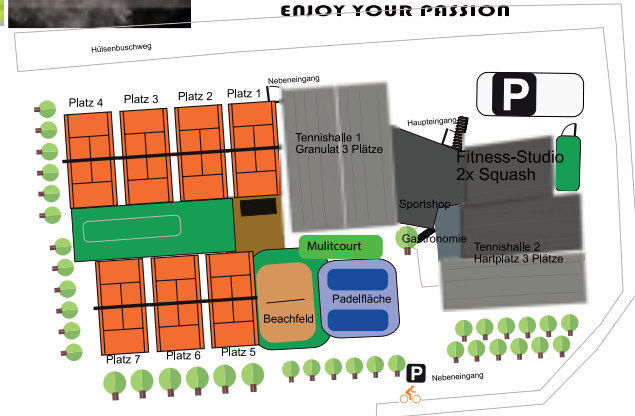 ENJOY YOUR PASSION
Hülsenbuschweg
Nebeneingang
Platz 4
Platz 3
Platz 2
Platz 1
P
Haupteingang
Tennishalle 1
Granulat 3 Plätze
Fitness-Studio
2x Squash
Sportshop
Gastronomie
Mulitcourt
Tennishalle 2
Hartplatz 3 Plätze
Padelfläche
Beachfeld
Platz 7
Platz 6
Platz 5
P
Nebeneingang